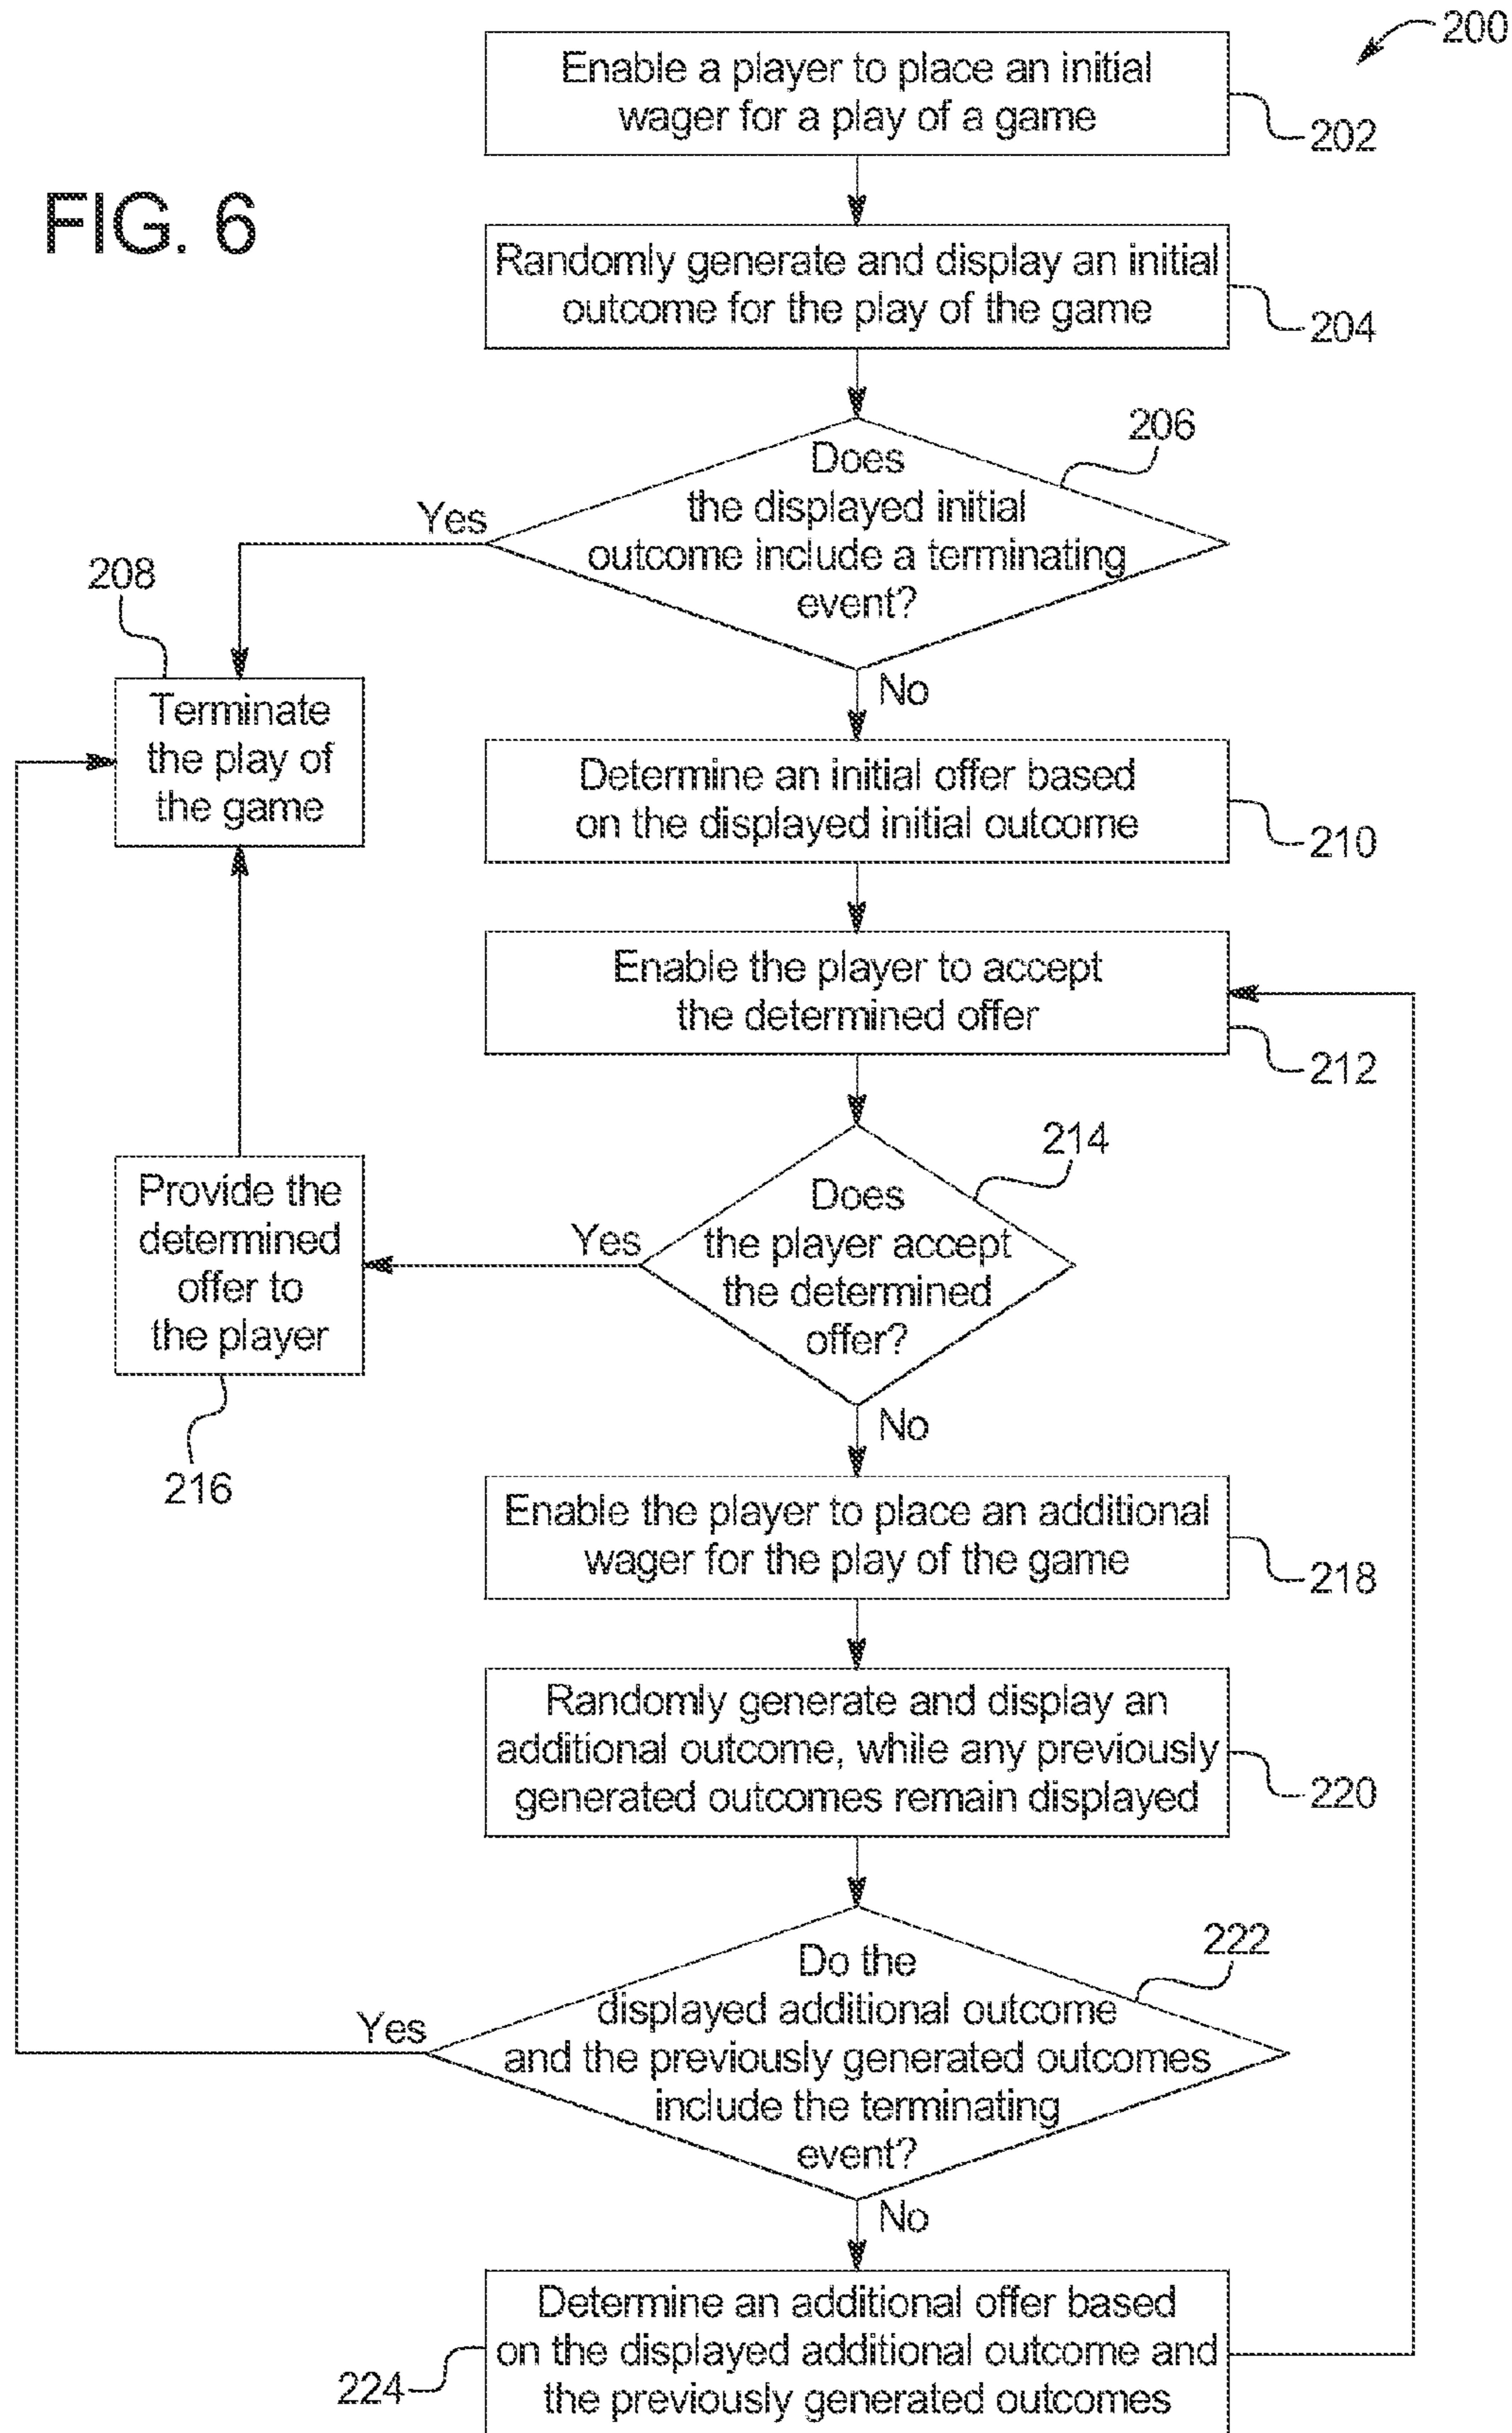 200
Enable a player to place an initial
wager for a play of a game
202
FIG. 6
Randomly generate and display an initial
outcome for the play of the game
204
206
Does
the displayed initial
outcome include a terminating
event?
Yes
No
208
Terminate
the play of
the game
Determine an initial offer based
on the displayed initial outcome
210
Enable the player to accept
the determined offer
212
214
Does
the player accept
the determined
offer?
Yes
No
Provide the
determined
offer to
the player
216
Enable the player to place an additional
wager for the play of the game
218
Randomly generate and display an
additional outcome, while any previously
generated outcomes remain displayed
220
222
Do the
displayed additional outcome
and the previously generated outcomes
include the terminating
event?
Yes
No
Determine an additional offer based
on the displayed additional outcome and
the previously generated outcomes
224